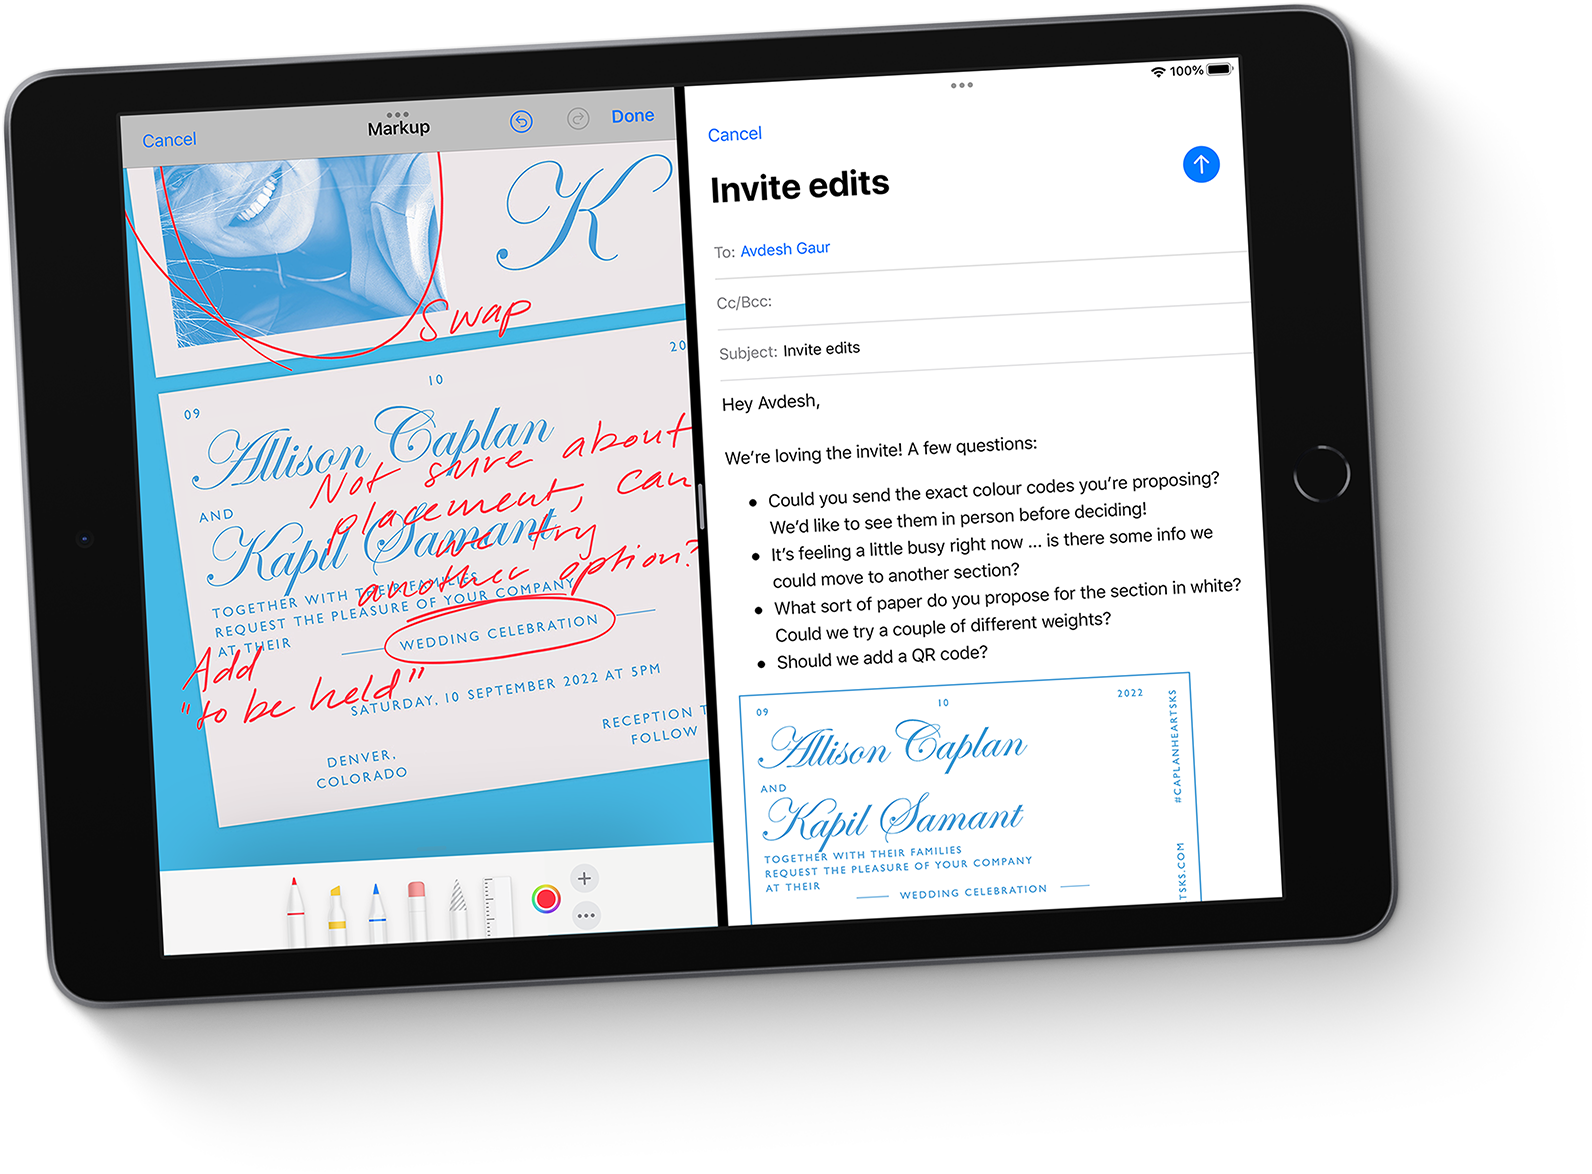 Cancel
Markup
Done
K
Swap
20
10
09
Allison Caplan
Not sure about
placement, can
we try
another option?
AND
Kapil Samant
TOGETHER WITH THEIR FAMILIES
REQUEST THE PLEASURE OF YOUR COMPANY
AT THEIR
WEDDING CELEBRATION
Add
"to be held"
SATURDAY, 10 SEPTEMBER 2022 AT 5PM
RECEPTION T
FOLLOW
DENVER,
COLORADO
100%
Cancel
Invite edits
To: Avdesh Gaur
Cc/Bcc:
Subject: Invite edits
Hey Avdesh,
We're loving the invite! A few questions:
• Could you send the exact colour codes you're proposing?
We'd like to see them in person before deciding!
• It's feeling a little busy right now ... is there some info we
could move to another section?
• What sort of paper do you propose for the section in white?
Could we try a couple of different weights?
• Should we add a QR code?
09
10
2022
Allison Caplan
AND
Kapil Samant
TOGETHER WITH THEIR FAMILIES
REQUEST THE PLEASURE OF YOUR COMPANY
AT THEIR
WEDDING CELEBRATION
#CAPLANHEARTSKS
TSKS.COM